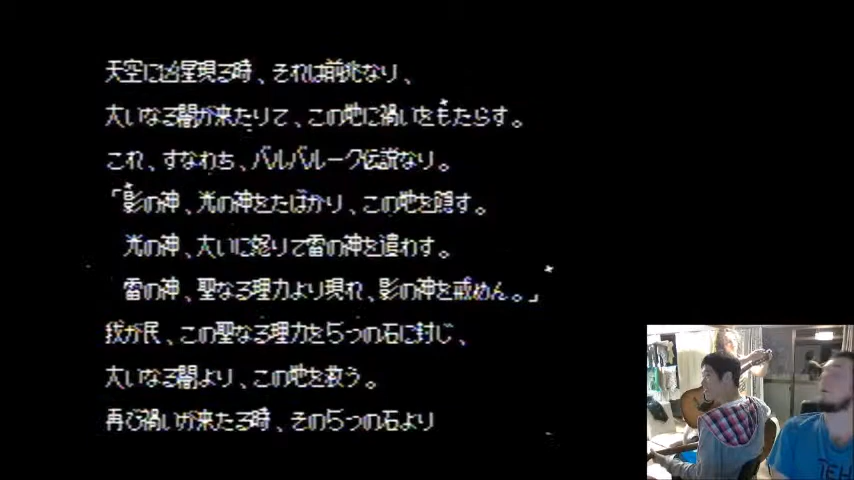 天空に凶星現る時、それは前兆なり、
大いなる闇が来たりて、この地に禍いをもたらす。
これ、すなわち、バルバルーク伝説なり。
「影の神、光の神をたばかり、この地を隠す。
光の神、大いに怒りて雷の神を遣わす。
雷の神、聖なる理力より現れ、影の神を戒めん。」
我が民、この聖なる理力を5つの石に封じ、
大いなる闇より、この地を救う。
再び禍いが来たる時、その5つの石より